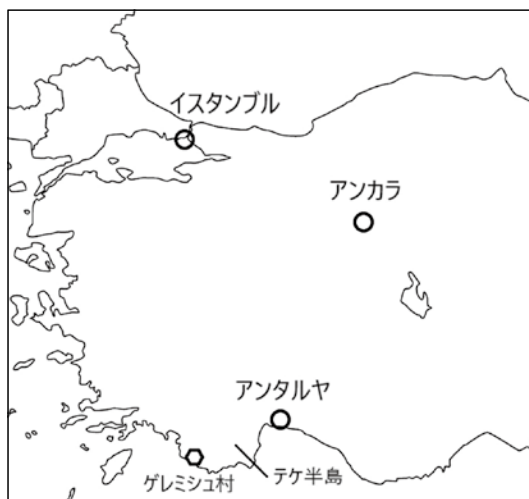 イスタンブル
アンカラ
アンタルヤ
ゲレミシュ村
テケ半島